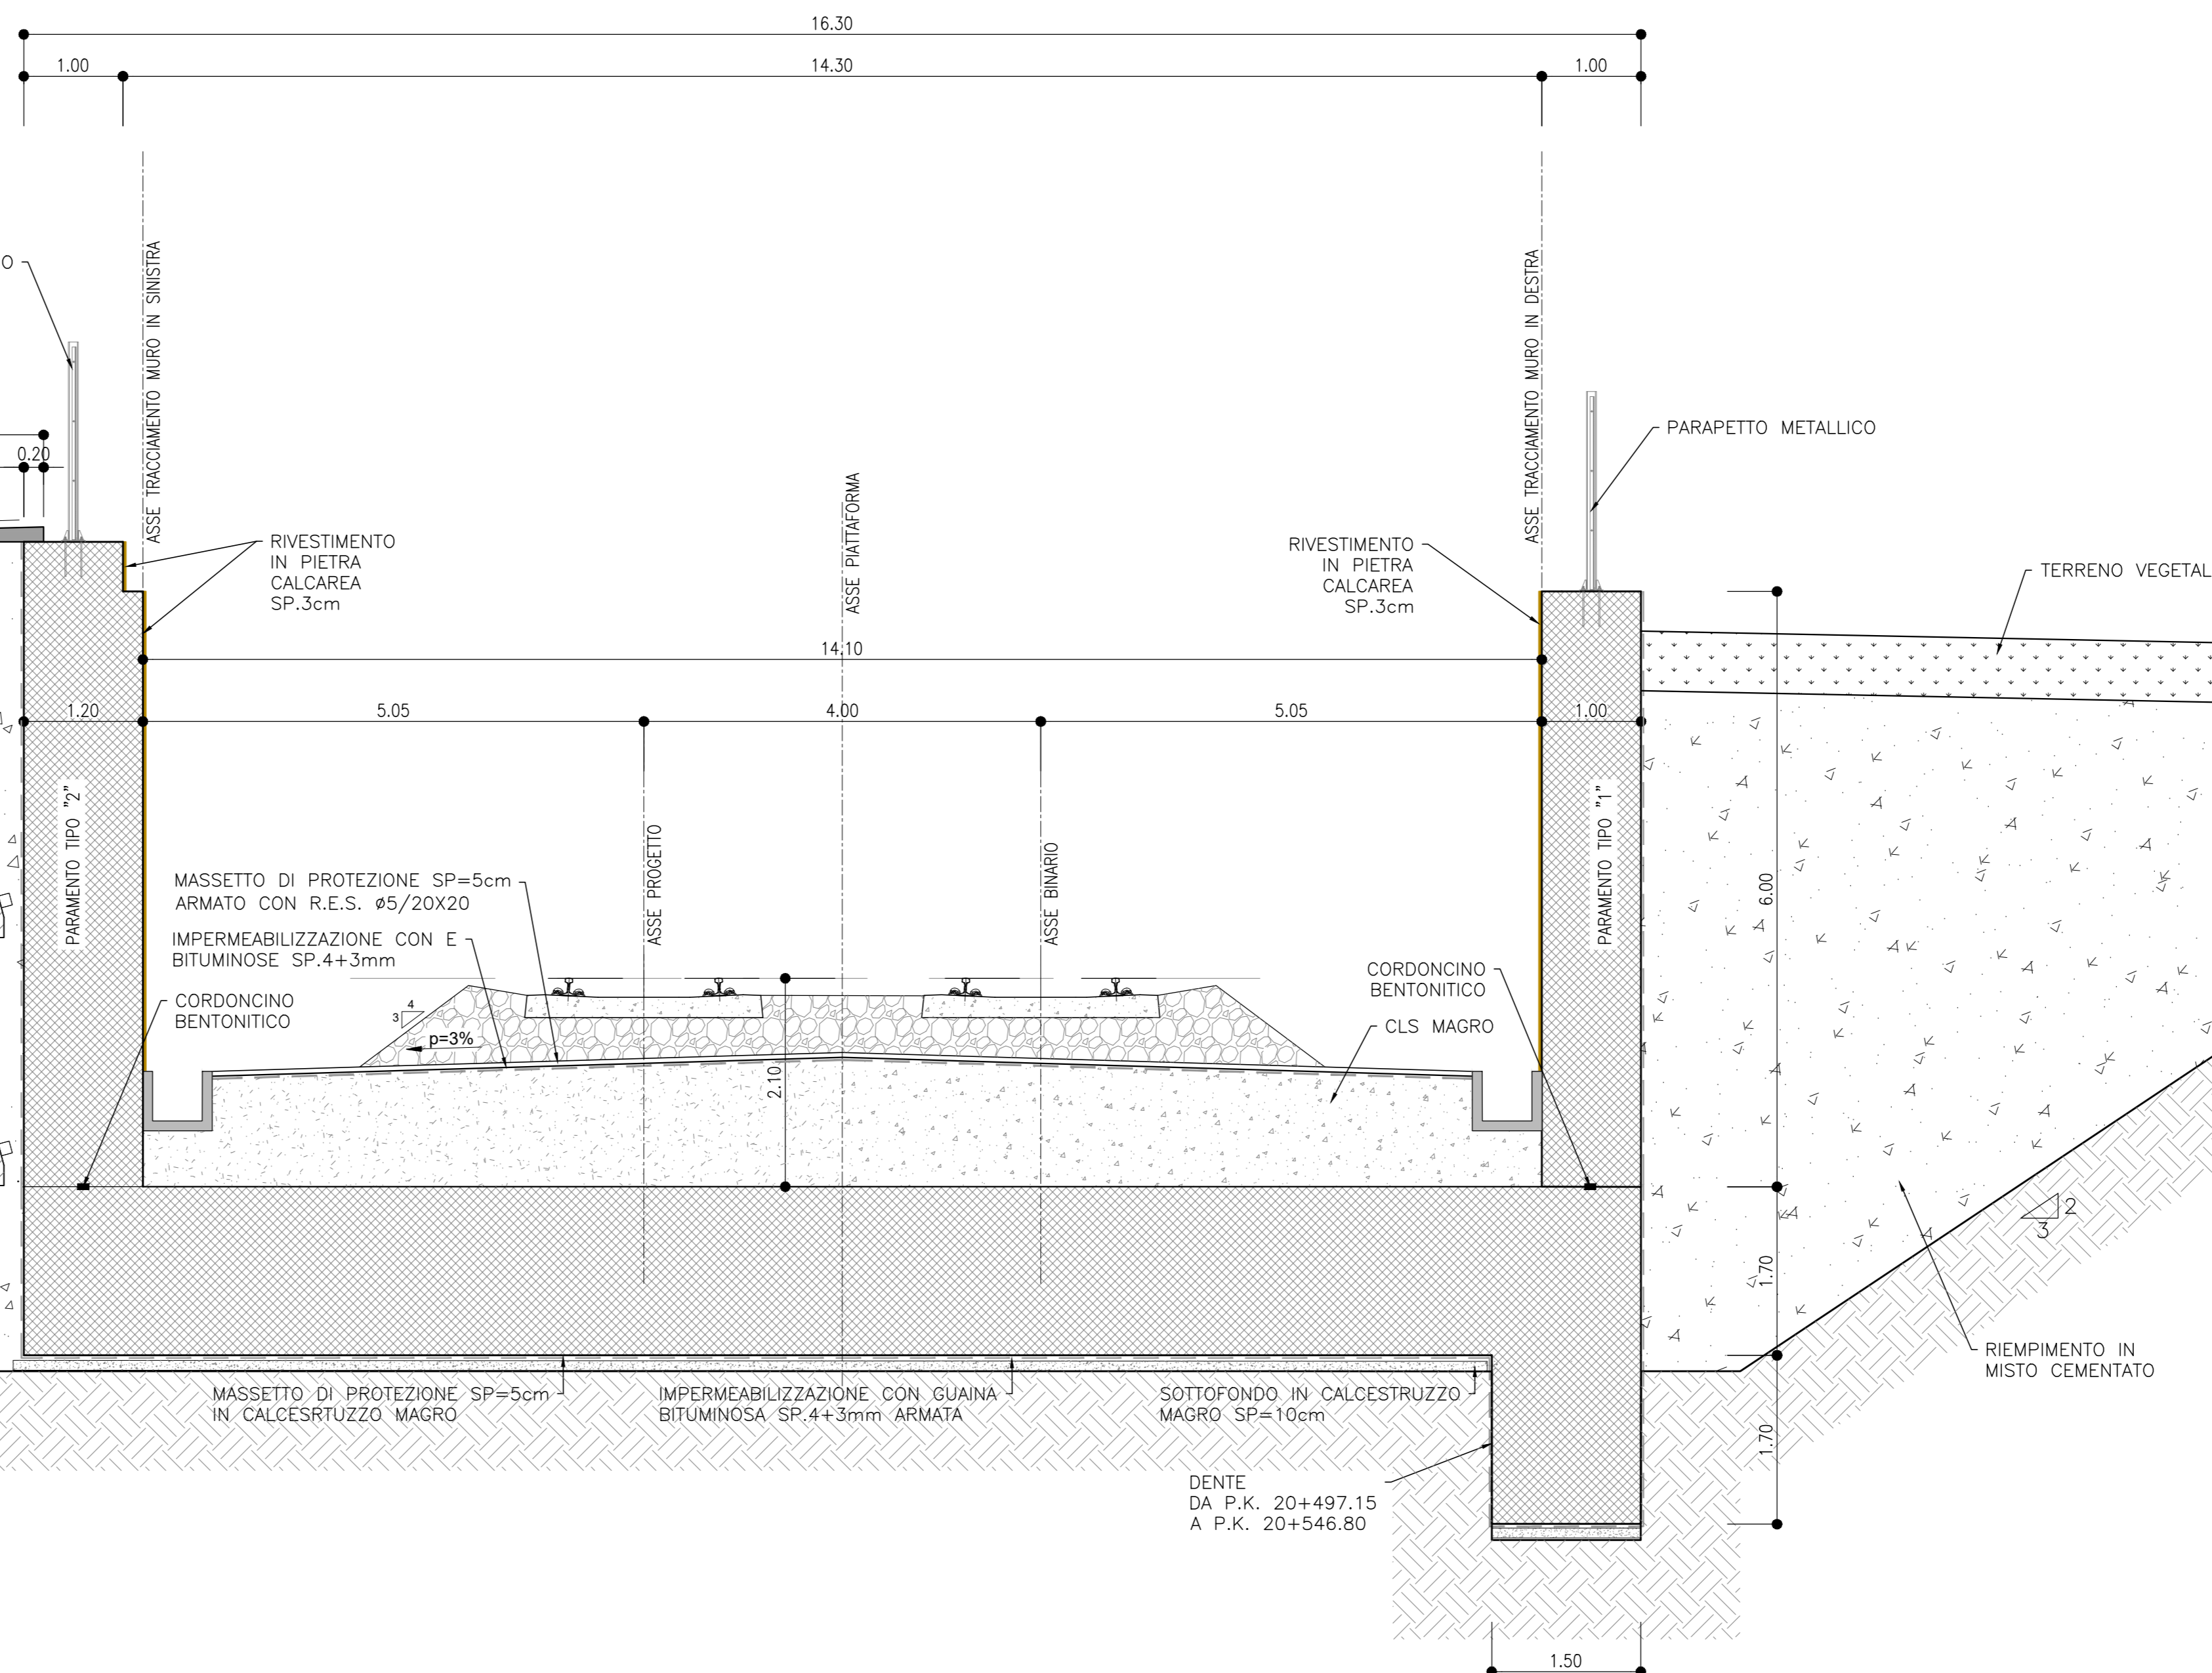 16.30
1.00
14.30
1.00
ASSE TRACCIAMENTO MURO IN SINISTRA
ASSE TRACCIAMENTO MURO IN DESTRA
O
PARAPETTO METALLICO
0.20
ASSE PIATTAFORMA
RIVESTIMENTO
IN PIETRA
CALCAREA
SP.3cm
RIVESTIMENTO
IN PIETRA
CALCAREA
SP.3cm
TERRENO VEGETAL
14.10
1.20
5.05
4.00
5.05
1.00
PARAMENTO TIPO "2"
PARAMENTO TIPO "1"
ASSE PROGETTO
ASSE BINARIO
MASSETTO DI PROTEZIONE SP=5cm
ARMATO CON R.E.S. ø5/20X20
IMPERMEABILIZZAZIONE CON E
BITUMINOSE SP.4+3mm
CORDONCINO
BENTONITICO
4
3
p=3%
2.10
CORDONCINO
BENTONITICO
CLS MAGRO
6.00
2
3
1.70
1.70
RIEMPIMENTO IN
MISTO CEMENTATO
MASSETTO DI PROTEZIONE SP=5cm
IN CALCESRTUZZO MAGRO
IMPERMEABILIZZAZIONE CON GUAINA
BITUMINOSA SP.4+3mm ARMATA
SOTTOFONDO IN CALCESTRUZZO
MAGRO SP=10cm
DENTE
DA P.K. 20+497.15
A P.K. 20+546.80
1.50